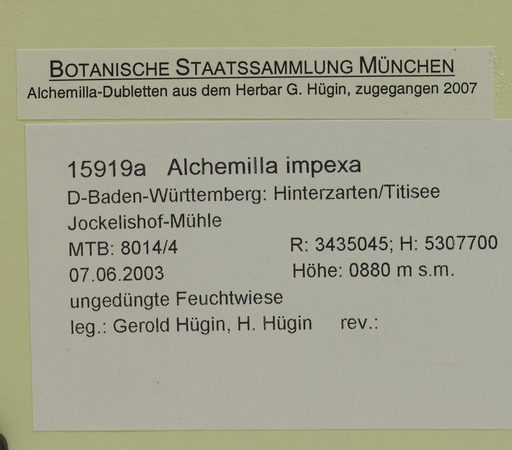 BOTANISCHE STAATSSAMMLUNG MÜNCHEN
Alchemilla-Dubletten aus dem Herbar G. Hügin, zugegangen 2007
15919a Alchemilla impexa
D-Baden-Württemberg: Hinterzarten/Titisee
Jockelishof-Mühle
MTB: 8014/4 R: 3435045; H: 5307700
07.06.2003 Höhe: 0880 m s.m.
ungedüngte Feuchtwiese
leg.: Gerold Hügin, H. Hügin rev.: